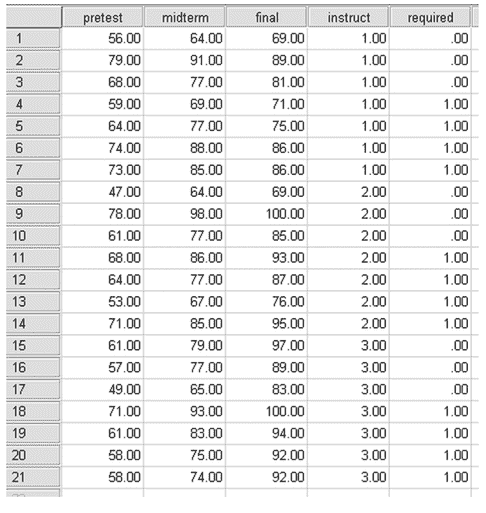 pretest midterm final instruct required
1 56.00 64.00 69.00 1.00 .00
2 79.00 91.00 89.00 1.00 .00
3 68.00 77.00 81.00 1.00 .00
4 59.00 69.00 71.00 1.00 1.00
5 64.00 77.00 75.00 1.00 1.00
6 74.00 88.00 86.00 1.00 1.00
7 73.00 85.00 86.00 1.00 1.00
8 47.00 64.00 69.00 2.00 .00
9 78.00 98.00 100.00 2.00 .00
10 61.00 77.00 85.00 2.00 .00
11 68.00 86.00 93.00 2.00 1.00
12 64.00 77.00 87.00 2.00 1.00
13 53.00 67.00 76.00 2.00 1.00
14 71.00 85.00 95.00 2.00 1.00
15 61.00 79.00 97.00 3.00 .00
16 57.00 77.00 89.00 3.00 .00
17 49.00 65.00 83.00 3.00 .00
18 71.00 93.00 100.00 3.00 1.00
19 61.00 83.00 94.00 3.00 1.00
20 58.00 75.00 92.00 3.00 1.00
21 58.00 74.00 92.00 3.00 1.00